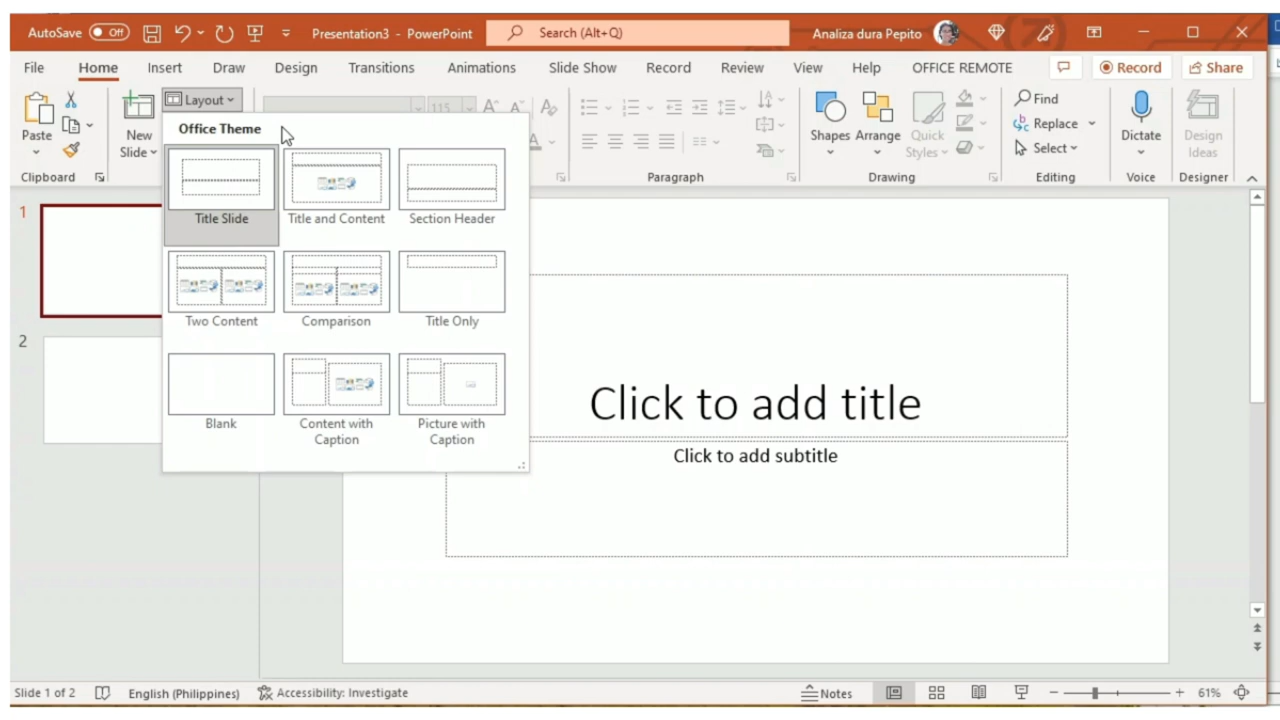 AutoSave Off Presentation3 - PowerPoint Search (Alt+Q) Analiza dura Pepito
File Home Insert Draw Design Transitions Animations Slide Show Record Review View Help OFFICE REMOTE Record Share
Layout
115 A A A
Find
Paste New Slide A Shapes Arrange Quick Styles Replace Dictate Design Ideas
Select
Clipboard Paragraph Drawing Editing Voice Designer
Office Theme
Title Slide Title and Content Section Header
Two Content Comparison Title Only
Blank Content with Caption Picture with Caption
1
2
Click to add title
Click to add subtitle
Slide 1 of 2 English (Philippines) Accessibility: Investigate Notes 61%